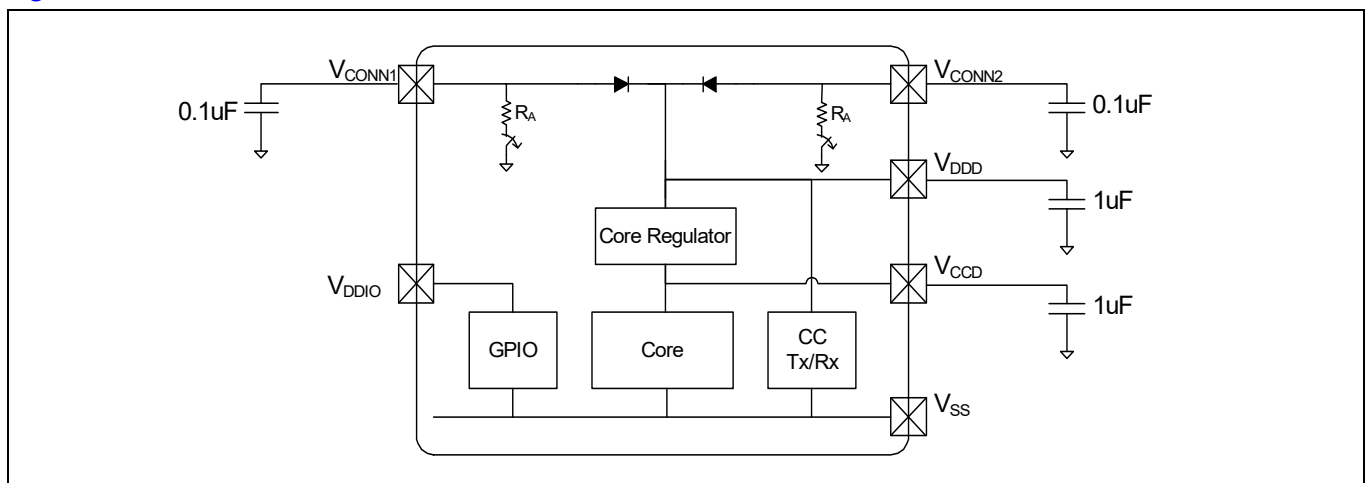 VCONN1
VCONN2
0.1uF
RA
RA
0.1uF
VDDD
1uF
Core Regulator
VDDIO
VCCD
1uF
GPIO
Core
CC
Tx/Rx
VSS